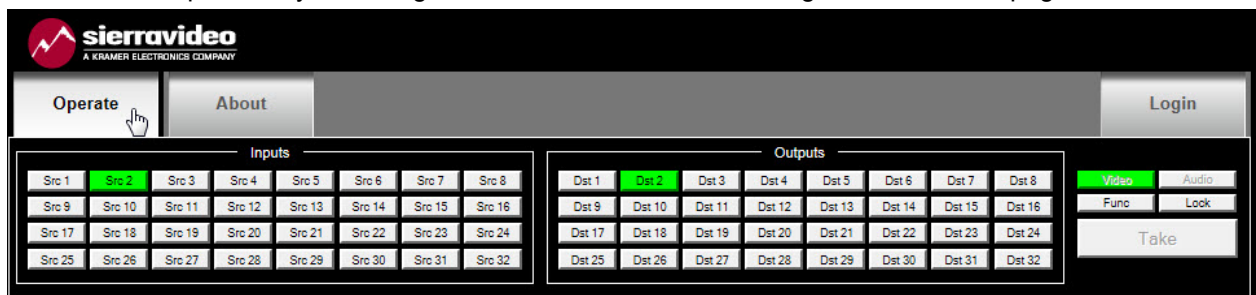 sierravideo
A KRAMER ELECTRONICS COMPANY
Operate About Login
Inputs Outputs
Src 1 Src 2 Src 3 Src 4 Src 5 Src 6 Src 7 Src 8 Dst 1 Dst 2 Dst 3 Dst 4 Dst 5 Dst 6 Dst 7 Dst 8 Video Audio
Src 9 Src 10 Src 11 Src 12 Src 13 Src 14 Src 15 Src 16 Dst 9 Dst 10 Dst 11 Dst 12 Dst 13 Dst 14 Dst 15 Dst 16 Func Lock
Src 17 Src 18 Src 19 Src 20 Src 21 Src 22 Src 23 Src 24 Dst 17 Dst 18 Dst 19 Dst 20 Dst 21 Dst 22 Dst 23 Dst 24 Take
Src 25 Src 26 Src 27 Src 28 Src 29 Src 30 Src 31 Src 32 Dst 25 Dst 26 Dst 27 Dst 28 Dst 29 Dst 30 Dst 31 Dst 32